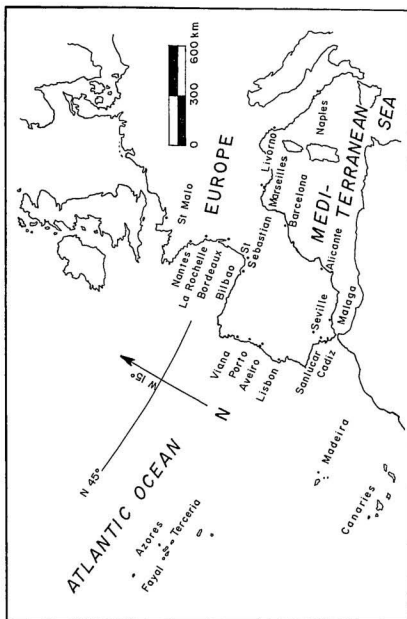 ATLANTIC OCEAN
N 45°
W 15°
N
Azores
Fayal
Terceria
Madeira
Canaries
St Malo
Nantes
La Rochelle
Bordeaux
Bilbao
St
Sebastian
EUROPE
0 300 600 km
Viana
Porto
Aveiro
Lisbon
Sanlucar
Cadiz
Seville
Malaga
Alicante
Barcelona
Marseilles
Livorno
Naples
MEDI-
TERRANEAN
SEA